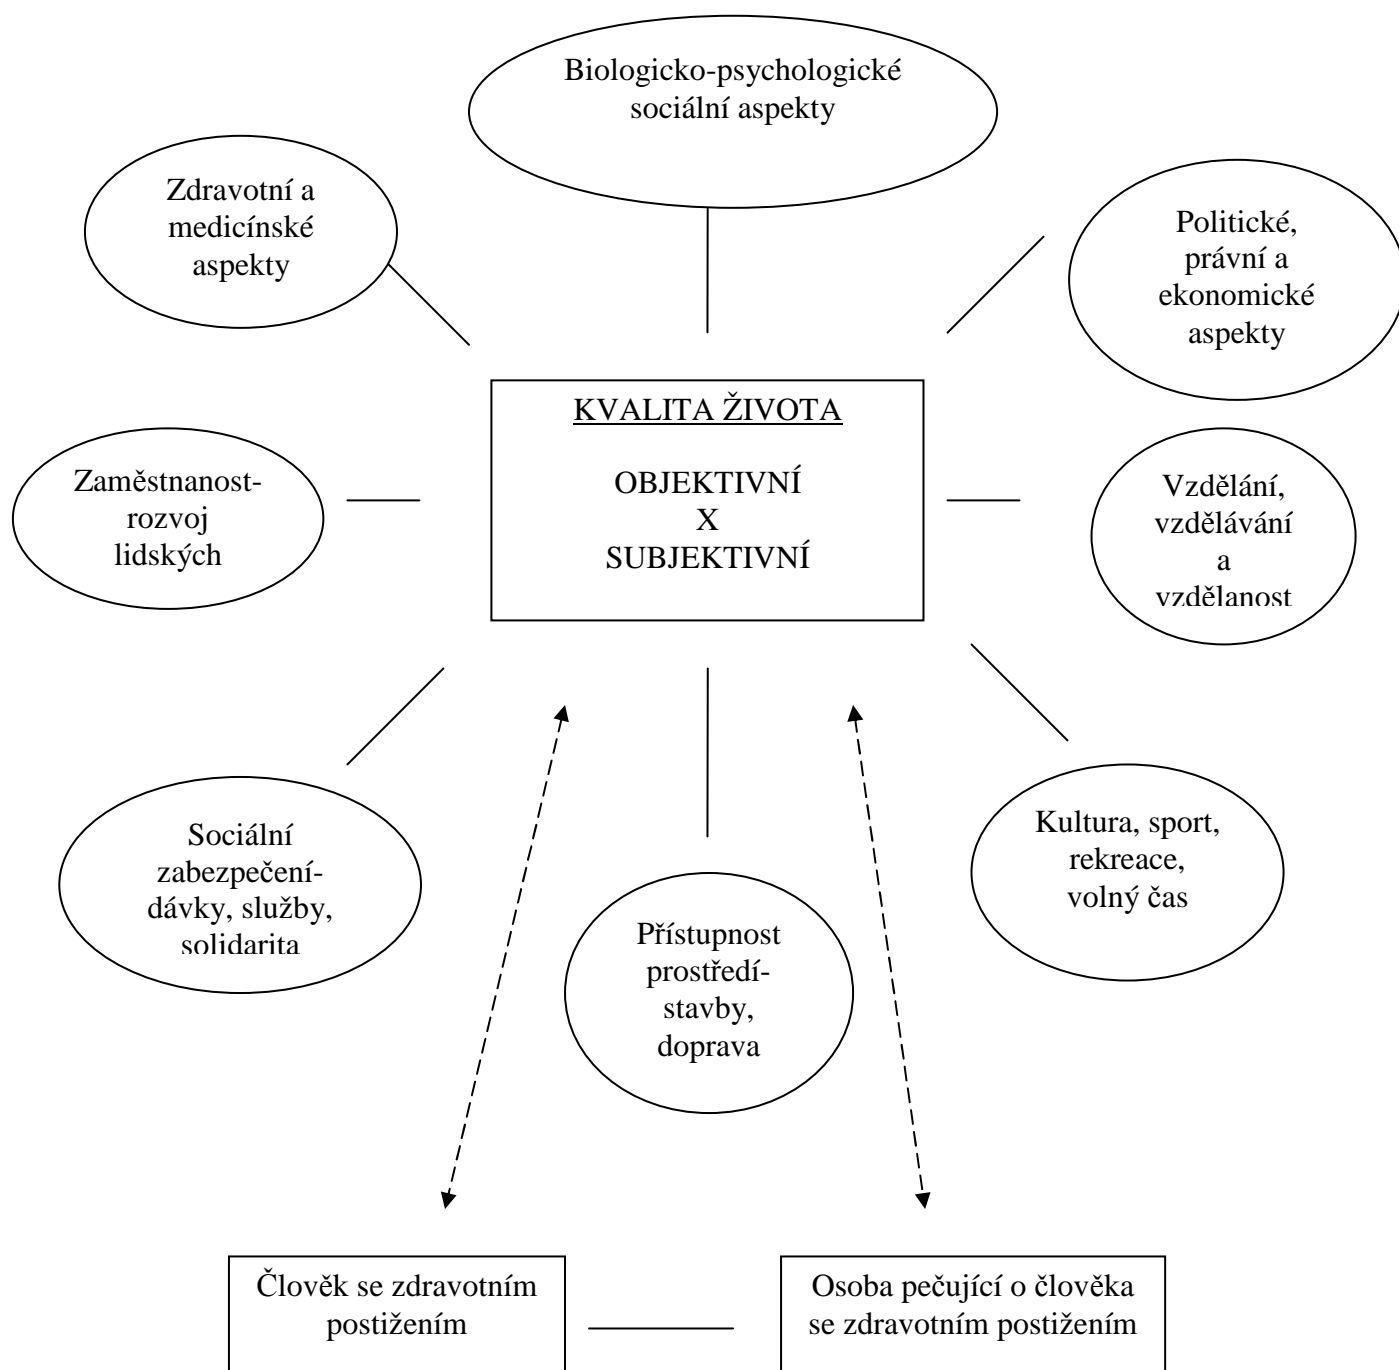 Biologicko-psychologické
sociální aspekty
Zdravotní a
medicínské
aspekty
Politické,
právní a
ekonomické
aspekty
KVALITA ŽIVOTA
OBJEKTIVNÍ
X
SUBJEKTIVNÍ
Zaměstnanost-
rozvoj
lidských
Vzdělání,
vzdělávání
a
vzdělanost
Sociální
zabezpečení-
dávky, služby,
solidarita
Přístupnost
prostředí-
stavby,
doprava
Kultura, sport,
rekreace,
volný čas
Člověk se zdravotním
postižením
Osoba pečující o člověka
se zdravotním postižením